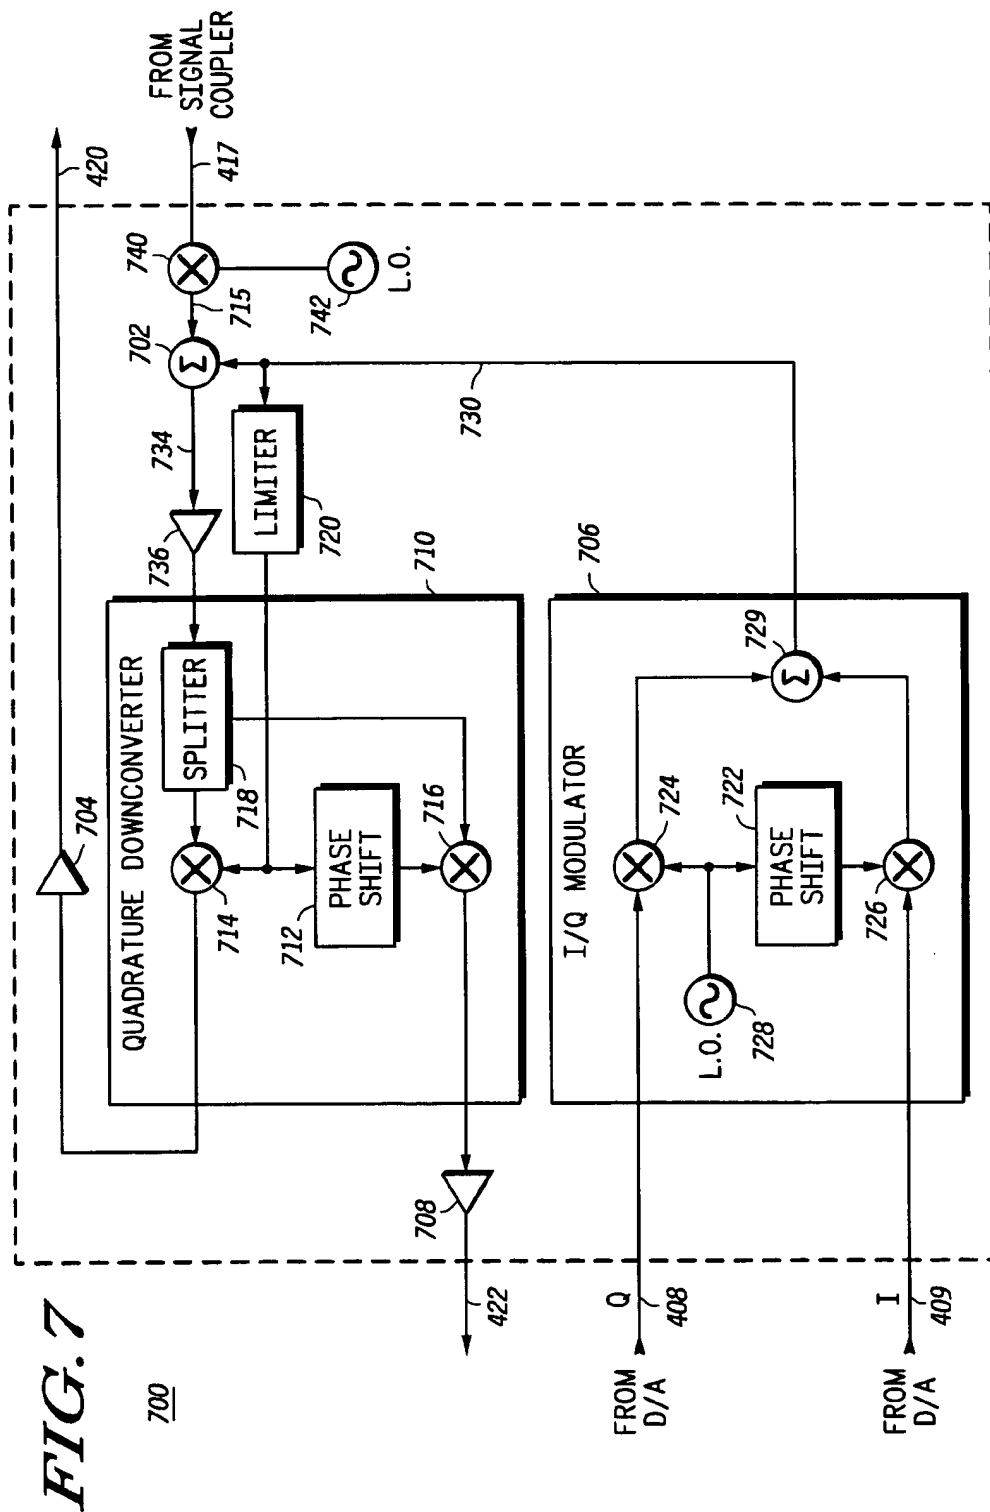 FIG. 7
700
420
FROM
SIGNAL
COUPLER
417
740
715
742
L.O.
702
734
736
LIMITER
720
730
704
QUADRATURE DOWNCONVERTER
710
SPLITTER
718
714
PHASE
SHIFT
712
716
708
422
I/Q MODULATOR
706
729
724
722
PHASE
SHIFT
726
L.O.
728
Q
408
FROM
D/A
I
409
FROM
D/A